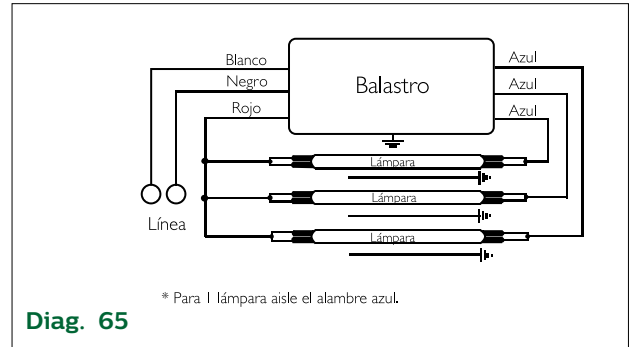 Blanco
Negro
Rojo
Balastro
Azul
Azul
Azul
Lámpara
Lámpara
Lámpara
Línea
* Para 1 lámpara aisle el alambre azul.
Diag. 65